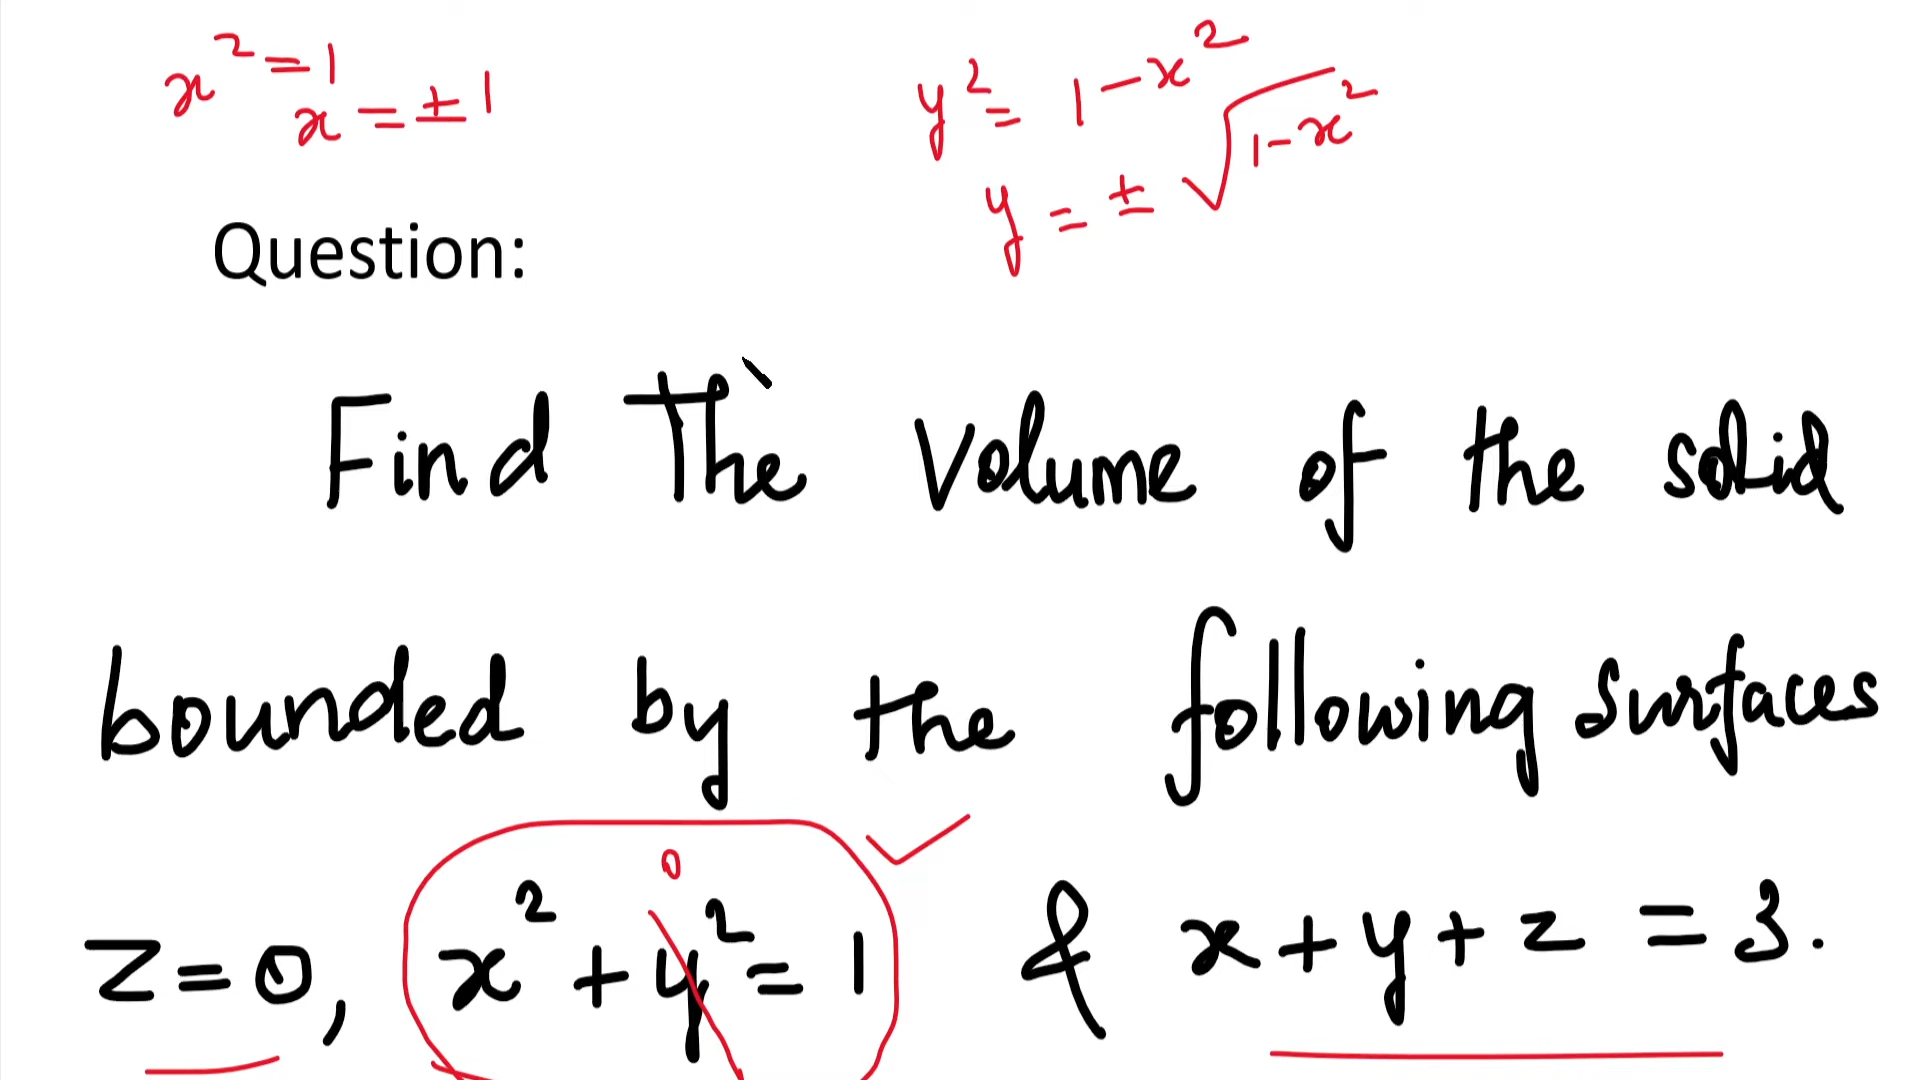 x² = 1
x = ± 1
y² = 1 - x²
y = ± √1-x²
Question:
Find The Volume of the solid
bounded by the following surfaces
0
z = 0, x² + y² = 1 & x + y + z = 3.